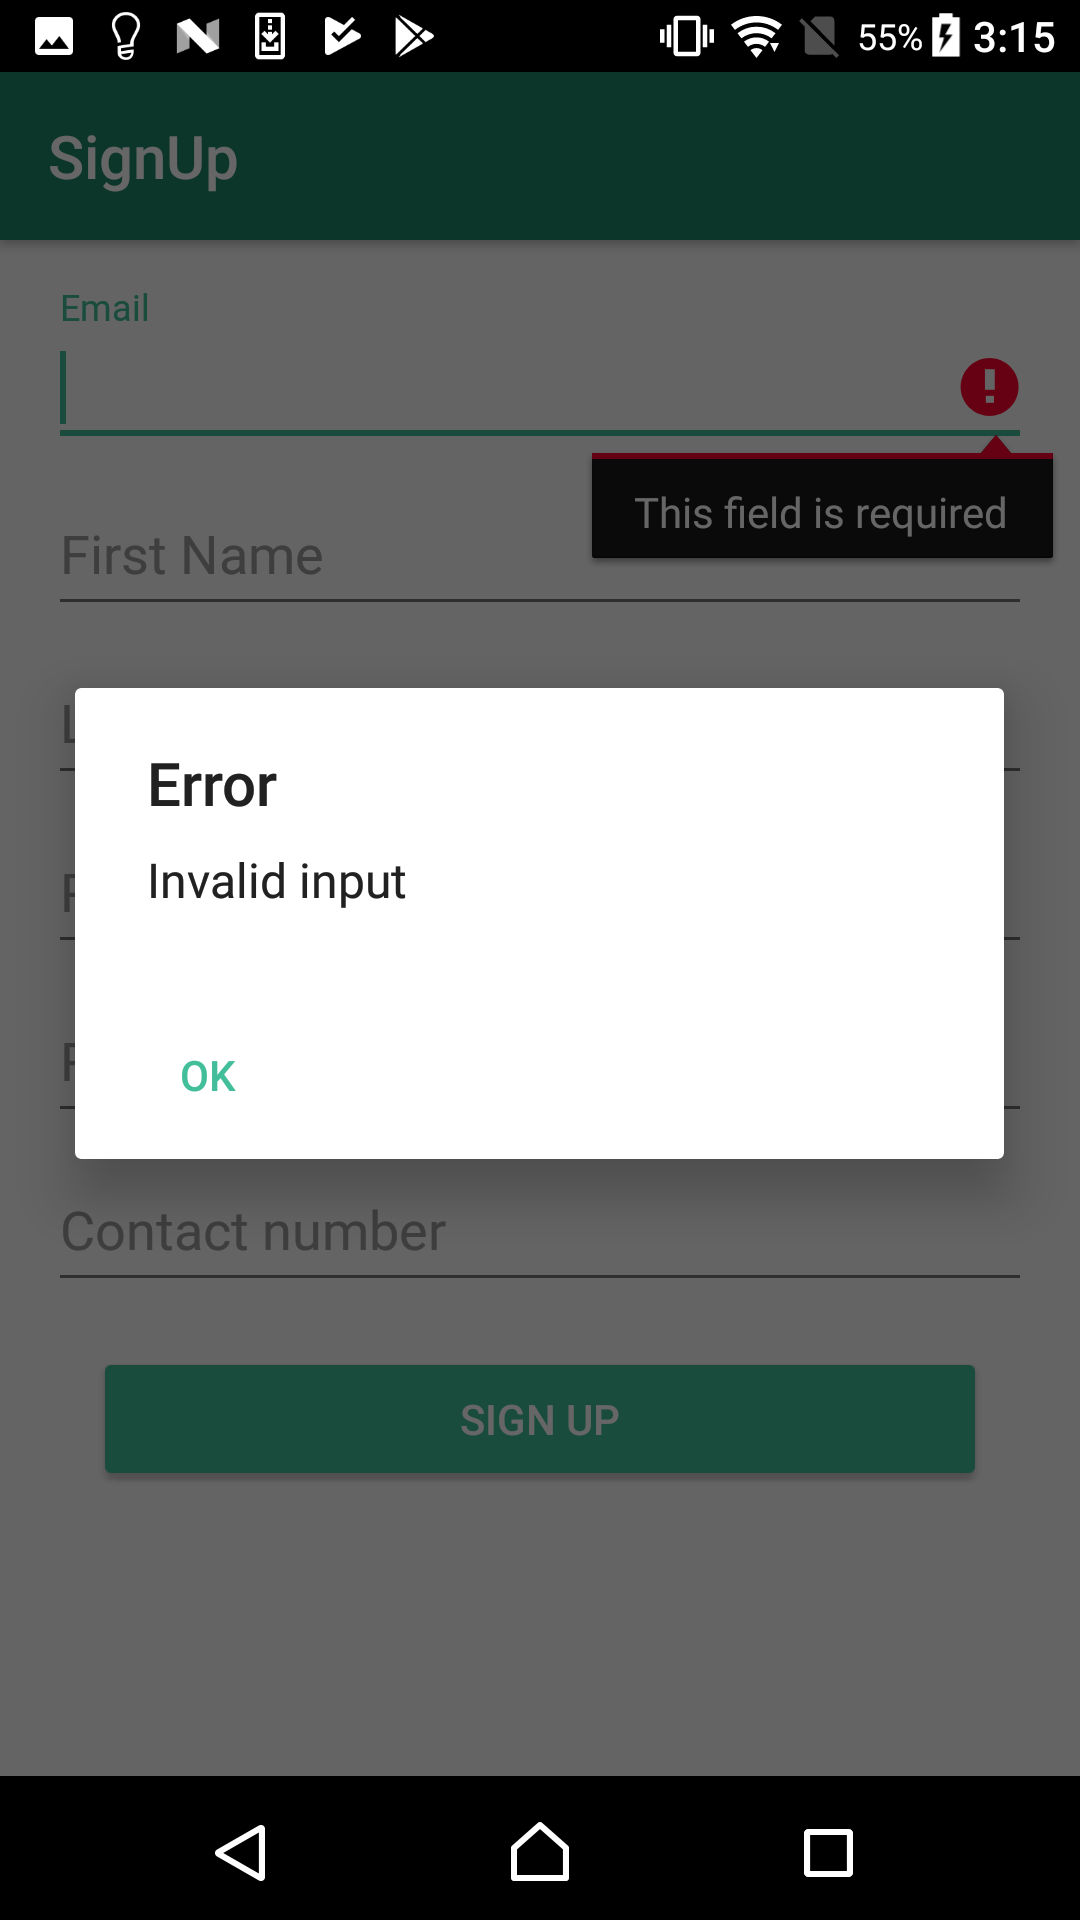 55% 3:15
SignUp
Email
This field is required
First Name
Error
Invalid input
OK
Contact number
SIGN UP